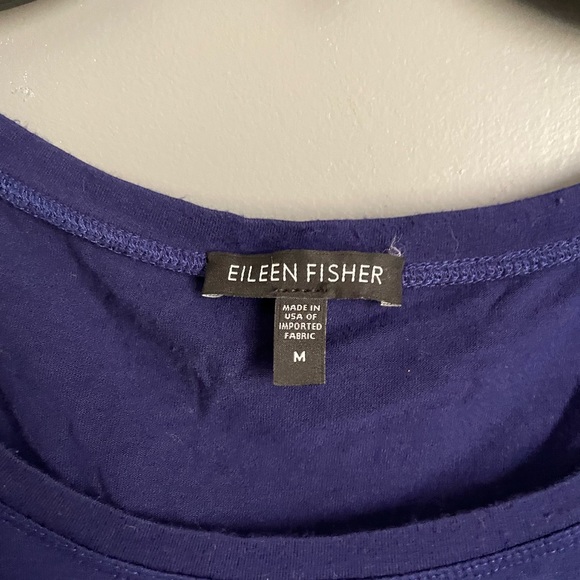 EILEEN FISHER
MADE IN
USA OF
IMPORTED
FABRIC
M